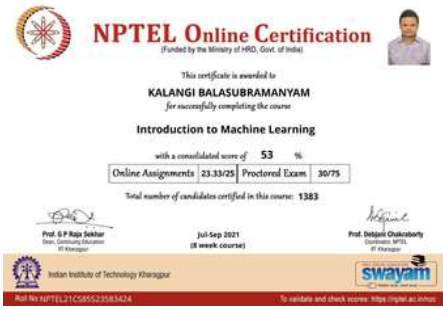 NPTEL Online Certification
(Funded by the Ministry of HRD, Govt. of India)
This certificate is awarded to
KALANGI BALASUBRAMANYAM
for successfully completing the course
Introduction to Machine Learning
with a consolidated score of 53 %
Online Assignments 23.33/25 Proctored Exam 30/75
Total number of candidates certified in this course: 1383
Prof. G P Raja Sekhar
Dean, Continuing Education
IIT Kharagpur
Jul-Sep 2021
(8 week course)
Prof. Debjani Chakraborty
Coordinator, NPTEL
IIT Kharagpur
Indian Institute of Technology Kharagpur
swayam
Roll No:NPTEL21CS85S23583424
To validate and check scores: https://nptel.ac.in/noc